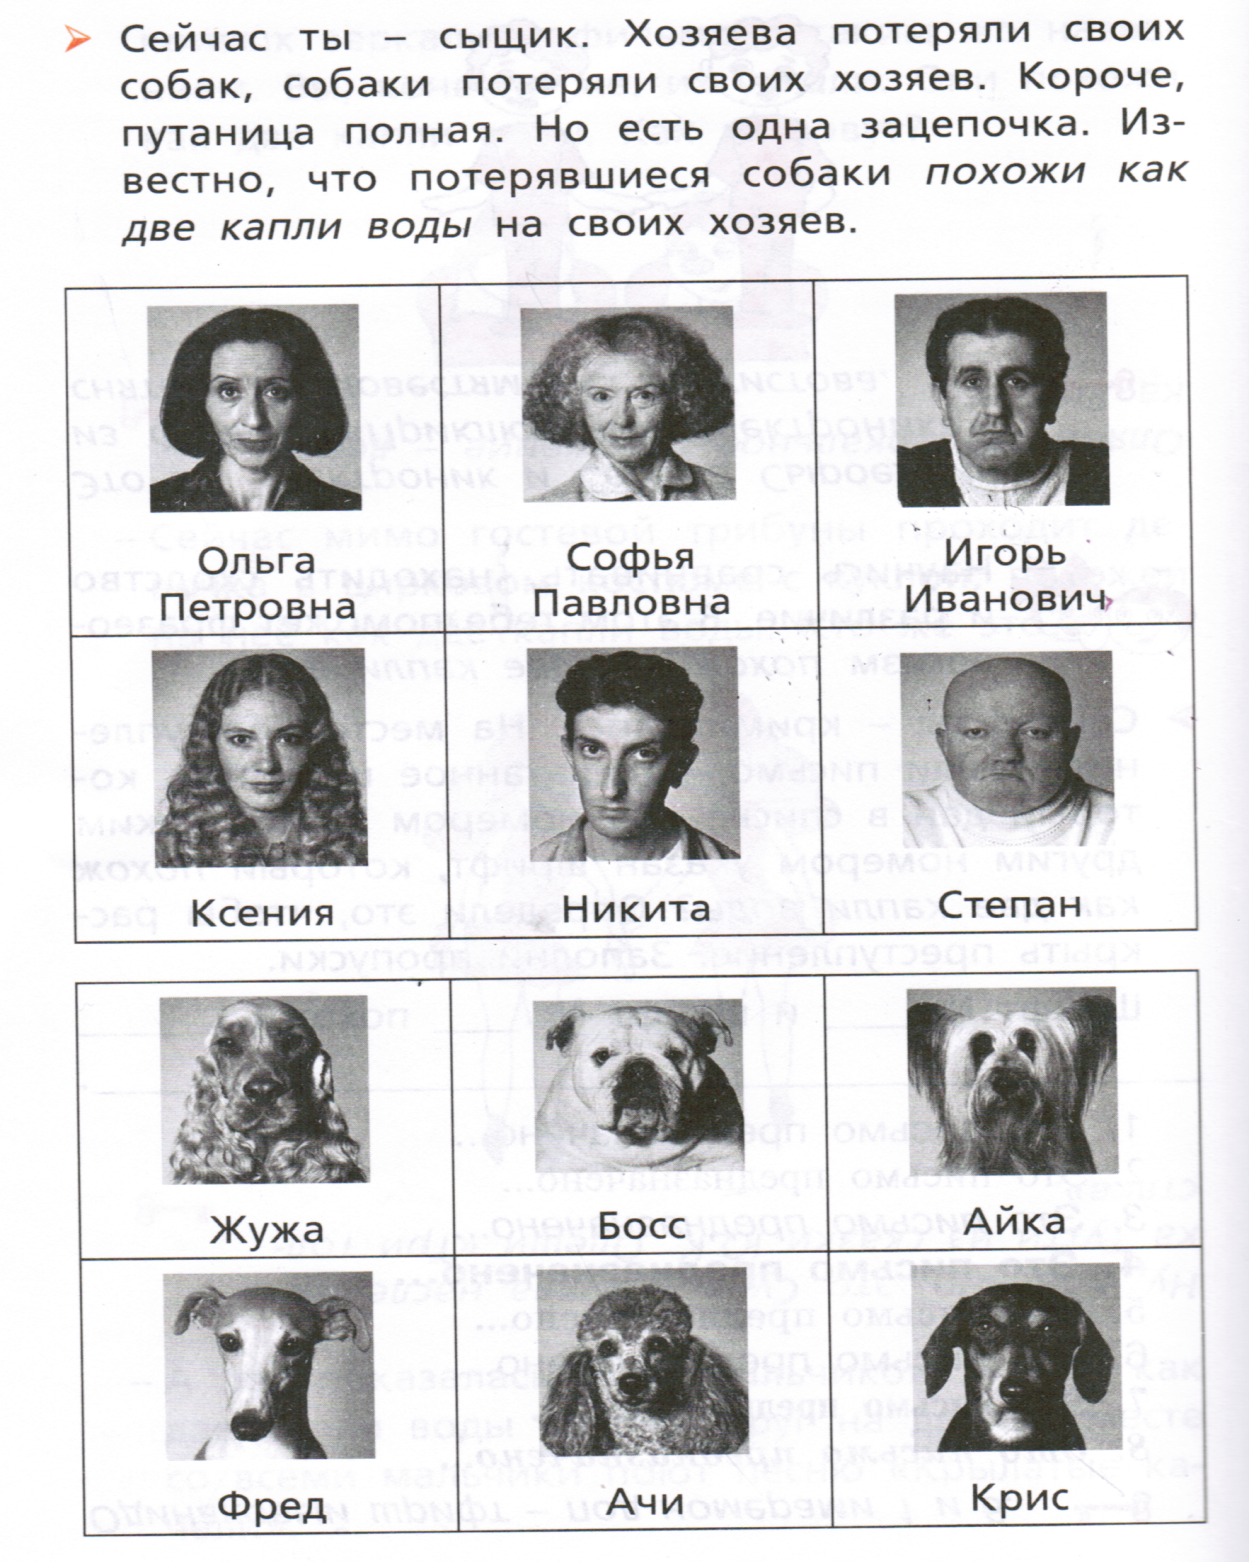 Сейчас ты – сыщик. Хозяева потеряли своих
собак, собаки потеряли своих хозяев. Короче,
путаница полная. Но есть одна зацепочка. Из-
вестно, что потерявшиеся собаки похожи как
две капли воды на своих хозяев.
Ольга
Петровна
Софья
Павловна
Игорь
Иванович
Ксения
Никита
Степан
Жужа
Босс
Айка
Фред
Ачи
Крис